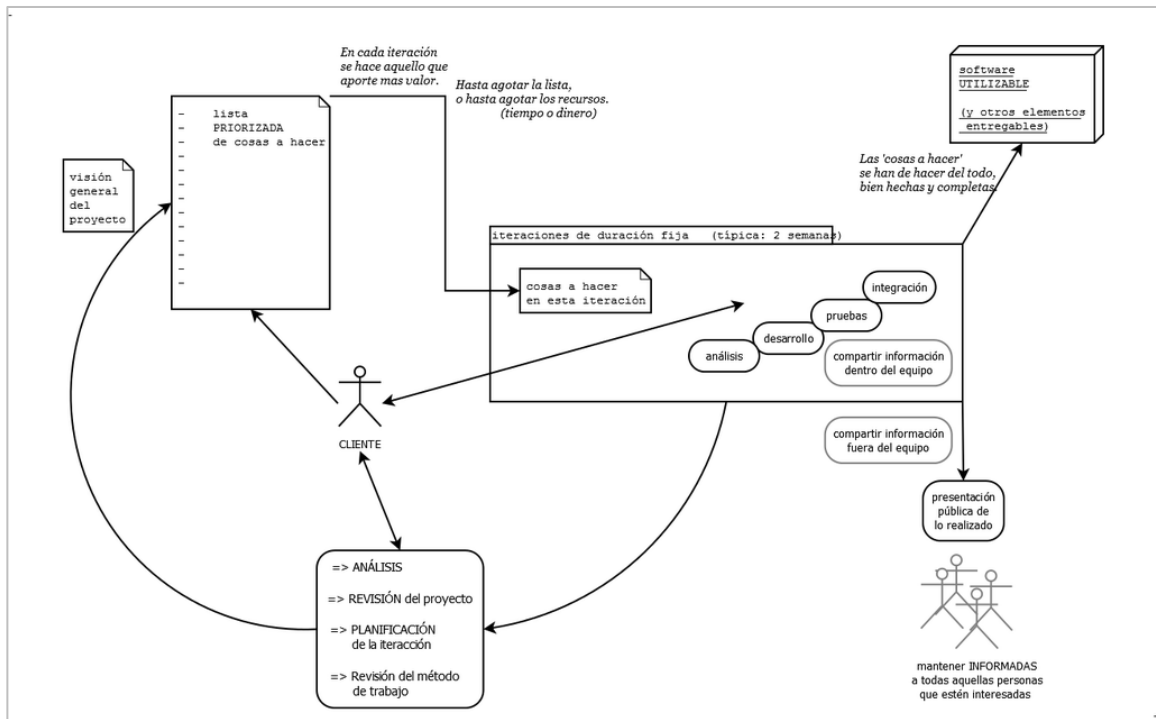 En cada iteración
se hace aquello que
aporte mas valor.
Hasta agotar la lista,
o hasta agotar los recursos.
(tiempo o dinero)
software
UTILIZABLE
(y otros elementos
entregables)
- lista
- PRIORIZADA
- de cosas a hacer
-
-
-
-
-
-
-
-
-
-
visión
general
del
proyecto
Las 'cosas a hacer'
se han de hacer del todo,
bien hechas y completas.
iteraciones de duración fija (típica: 2 semanas)
cosas a hacer
en esta iteración
integración
pruebas
desarrollo
análisis
compartir información
dentro del equipo
CLIENTE
compartir información
fuera del equipo
presentación
pública de
lo realizado
=> ANÁLISIS
=> REVISIÓN del proyecto
=> PLANIFICACIÓN
de la iteracción
=> Revisión del método
de trabajo
mantener INFORMADAS
a todas aquellas personas
que estén interesadas